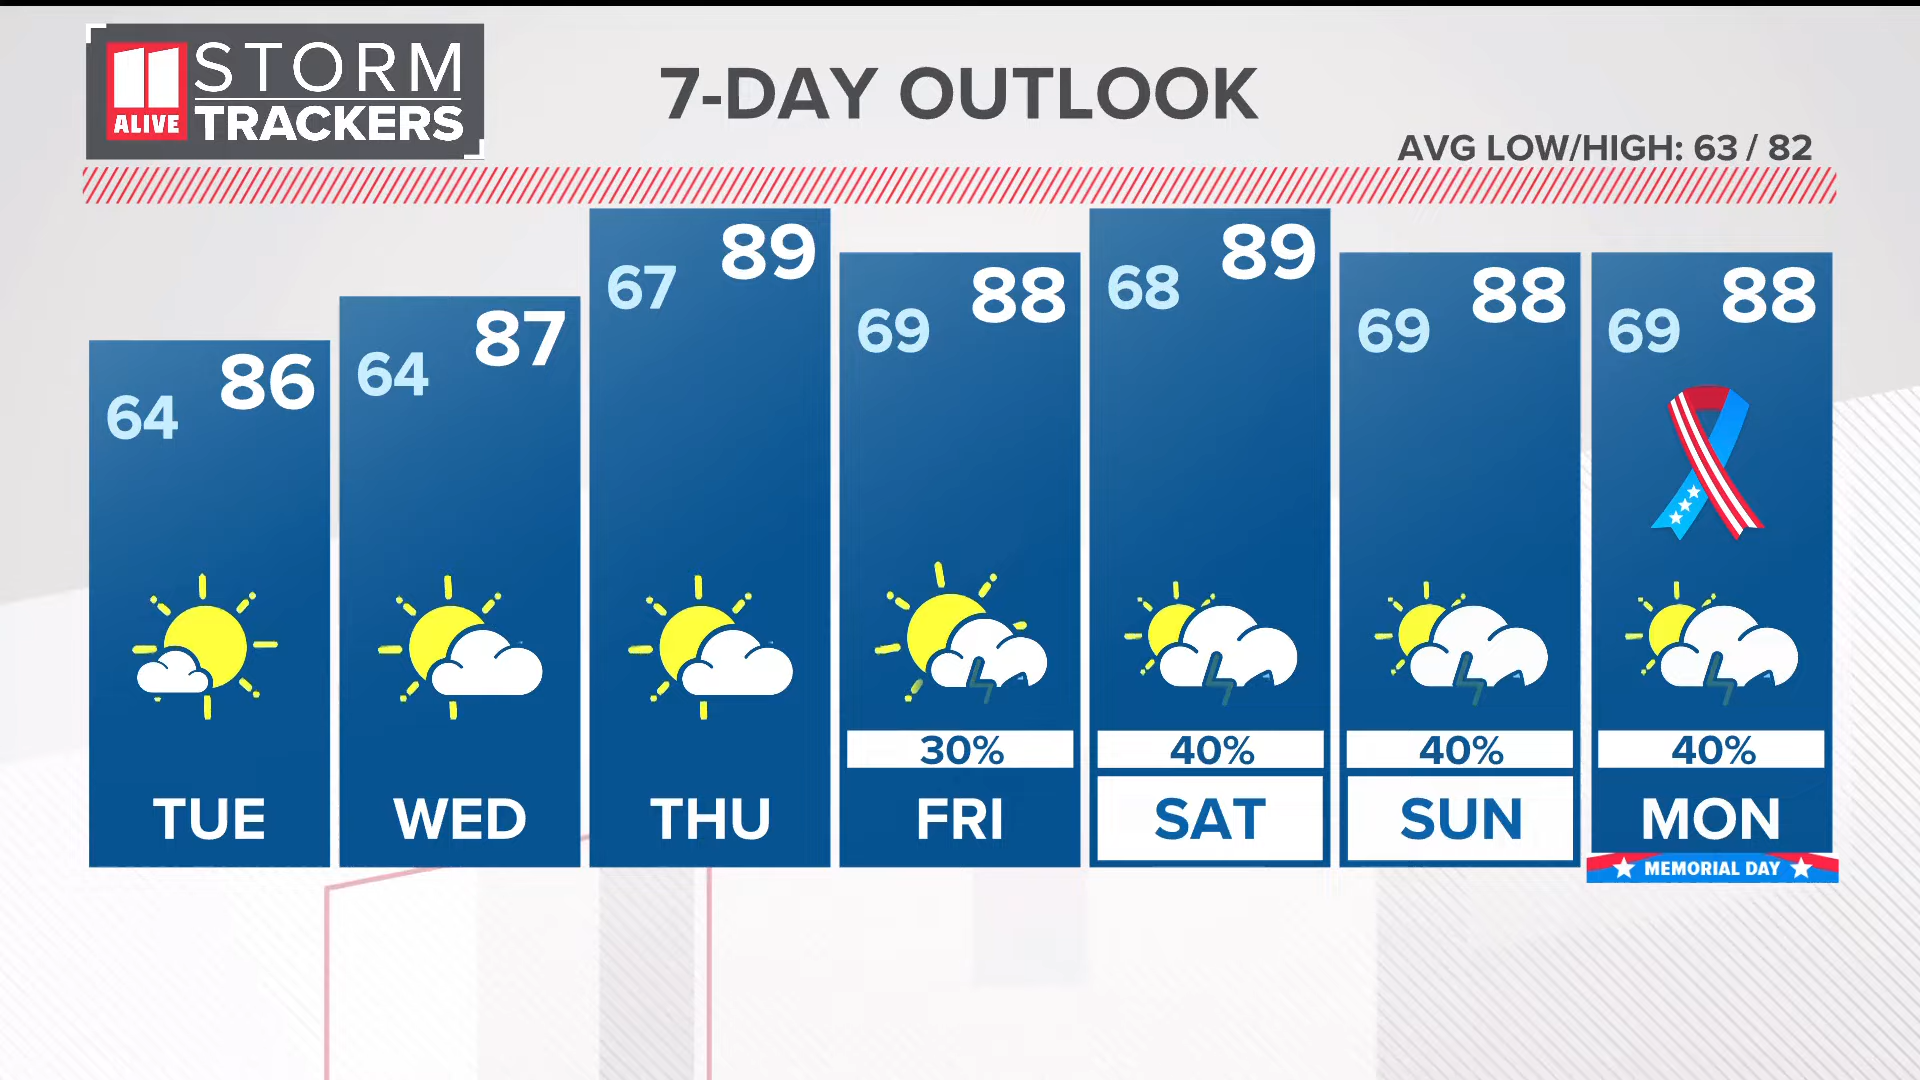 11 ALIVE
STORM
TRACKERS
7-DAY OUTLOOK
AVG LOW/HIGH: 63 / 82
64 86
64 87
67 89
69 88
68 89
69 88
69 88
30% 40% 40% 40%
TUE WED THU FRI SAT SUN MON
MEMORIAL DAY